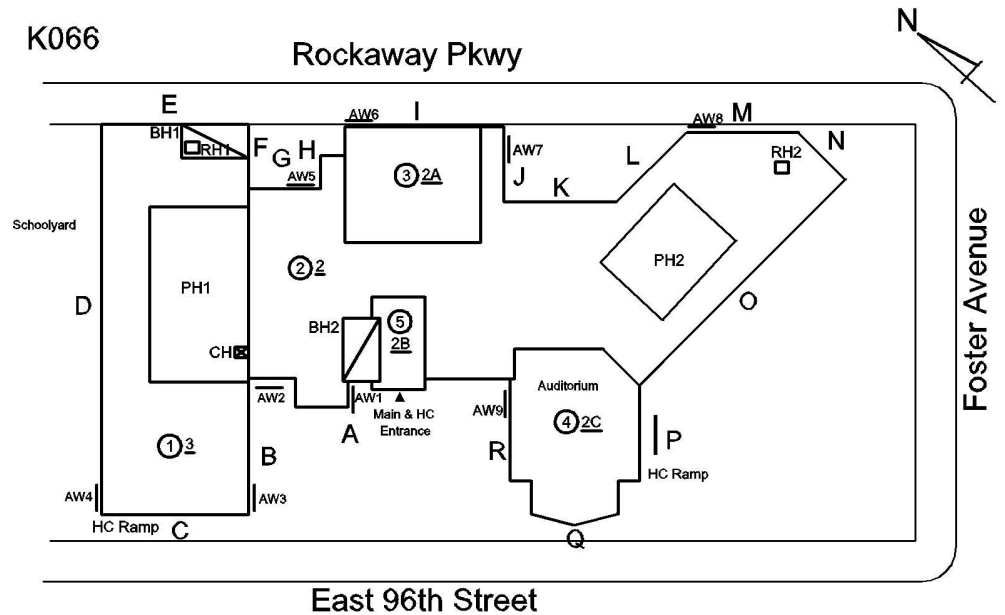 K066
Rockaway Pkwy
N
E
AW6
I
AW8
M
BH1
RH1
F
G
H
AW5
3 2A
AW7
J
K
L
RH2
N
Schoolyard
D
PH1
2 2
PH2
O
Foster Avenue
CH
BH2
5
2B
AW2
AW1
A
Main & HC
Entrance
Auditorium
AW9
4 2C
R
P
HC Ramp
1 3
B
AW4
AW3
HC Ramp
C
Q
East 96th Street